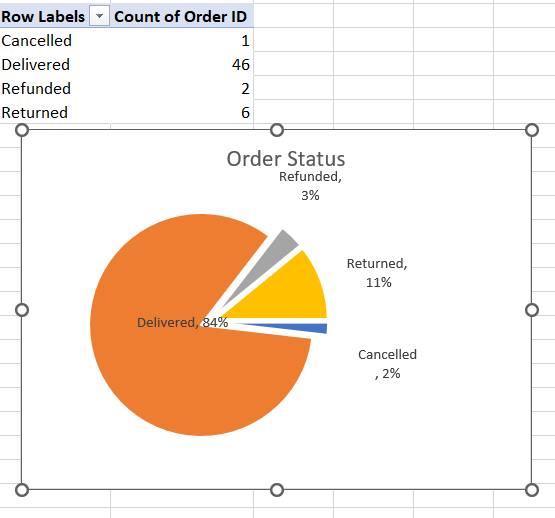 Row Labels Count of Order ID
Cancelled 1
Delivered 46
Refunded 2
Returned 6
Order Status
Refunded,
3%
Returned,
11%
Delivered, 84%
Cancelled
, 2%